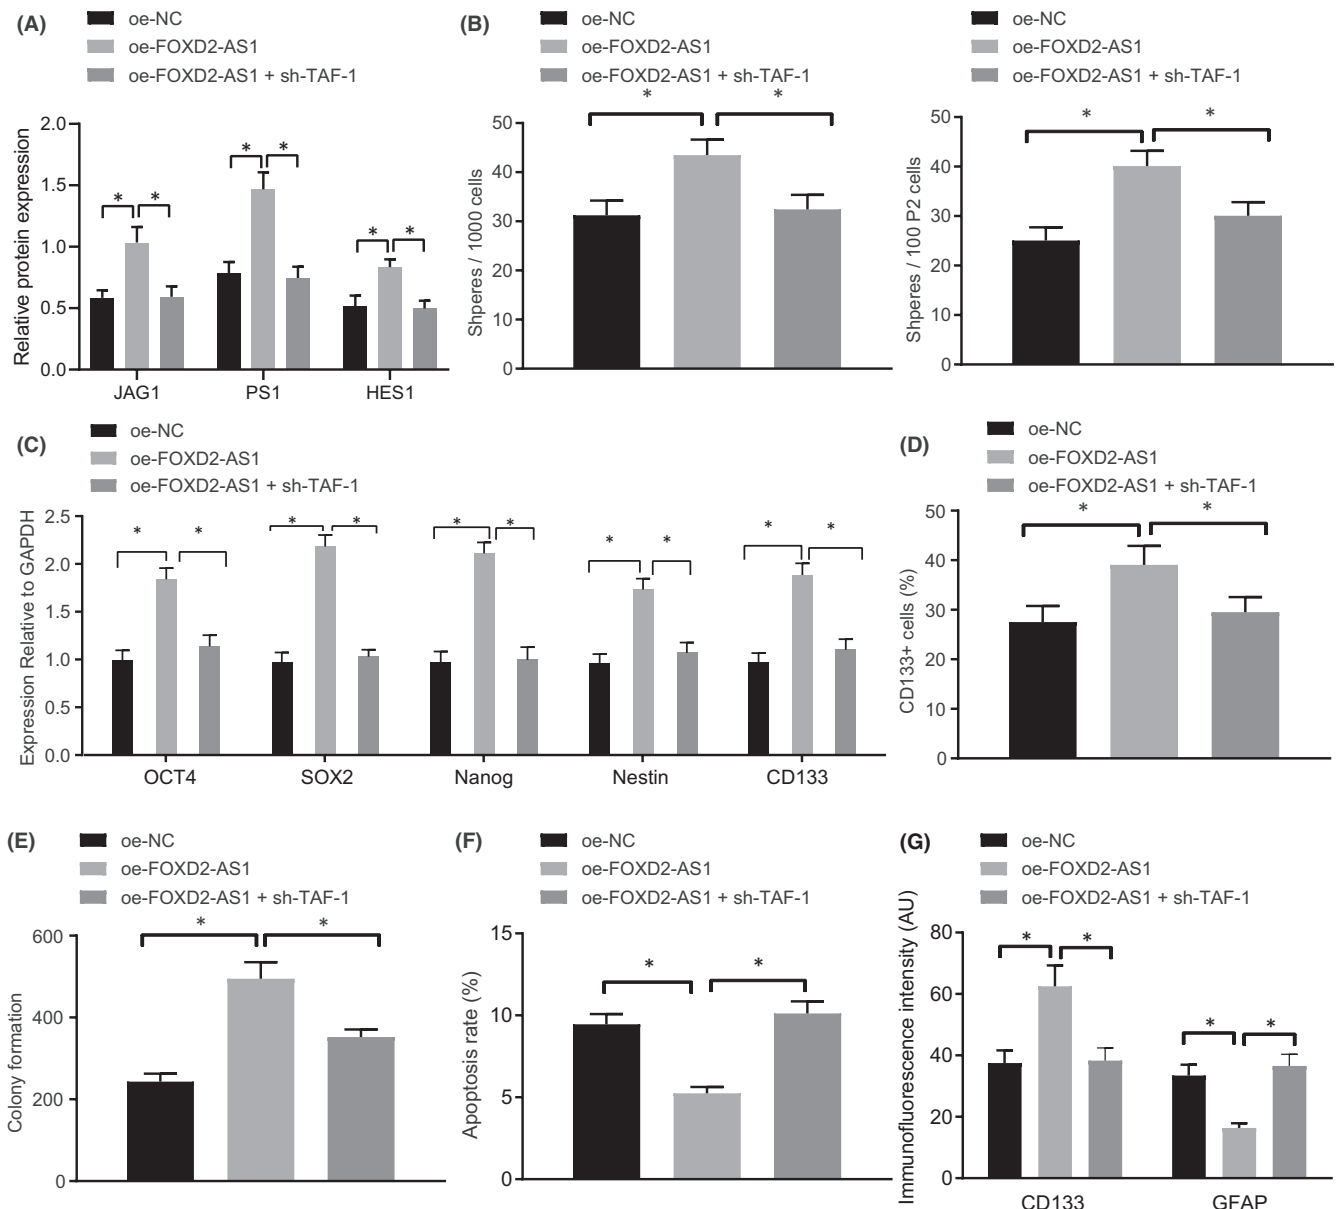 (A)
oe-NC
oe-FOXD2-AS1
oe-FOXD2-AS1 + sh-TAF-1
Relative protein expression
2.0
1.5
1.0
0.5
0.0
* * * * * *
JAG1 PS1 HES1
(B)
oe-NC
oe-FOXD2-AS1
oe-FOXD2-AS1 + sh-TAF-1
Shperes / 1000 cells
50
40
30
20
10
0
* *
oe-NC
oe-FOXD2-AS1
oe-FOXD2-AS1 + sh-TAF-1
Shperes / 100 P2 cells
50
40
30
20
10
0
* *
(C)
oe-NC
oe-FOXD2-AS1
oe-FOXD2-AS1 + sh-TAF-1
Expression Relative to GAPDH
2.5
2.0
1.5
1.0
0.5
0.0
* * * * * * * * * *
OCT4 SOX2 Nanog Nestin CD133
(D)
oe-NC
oe-FOXD2-AS1
oe-FOXD2-AS1 + sh-TAF-1
CD133+ cells (%)
50
40
30
20
10
0
* *
(E)
oe-NC
oe-FOXD2-AS1
oe-FOXD2-AS1 + sh-TAF-1
Colony formation
600
400
200
0
* *
(F)
oe-NC
oe-FOXD2-AS1
oe-FOXD2-AS1 + sh-TAF-1
Apoptosis rate (%)
15
10
5
0
* *
(G)
oe-NC
oe-FOXD2-AS1
oe-FOXD2-AS1 + sh-TAF-1
Immunofluorescence intensity (AU)
80
60
40
20
0
* * * *
CD133 GFAP